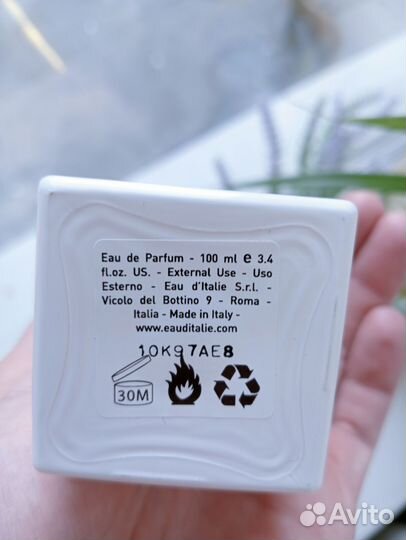 Eau de Parfum - 100 ml e 3.4
fl.oz. US. - External Use - Uso
Esterno - Eau d'Italie S.r.l. -
Vicolo del Bottino 9 - Roma -
Italia - Made in Italy -
www.eauditalie.com
10K97AE8
30M
Avito